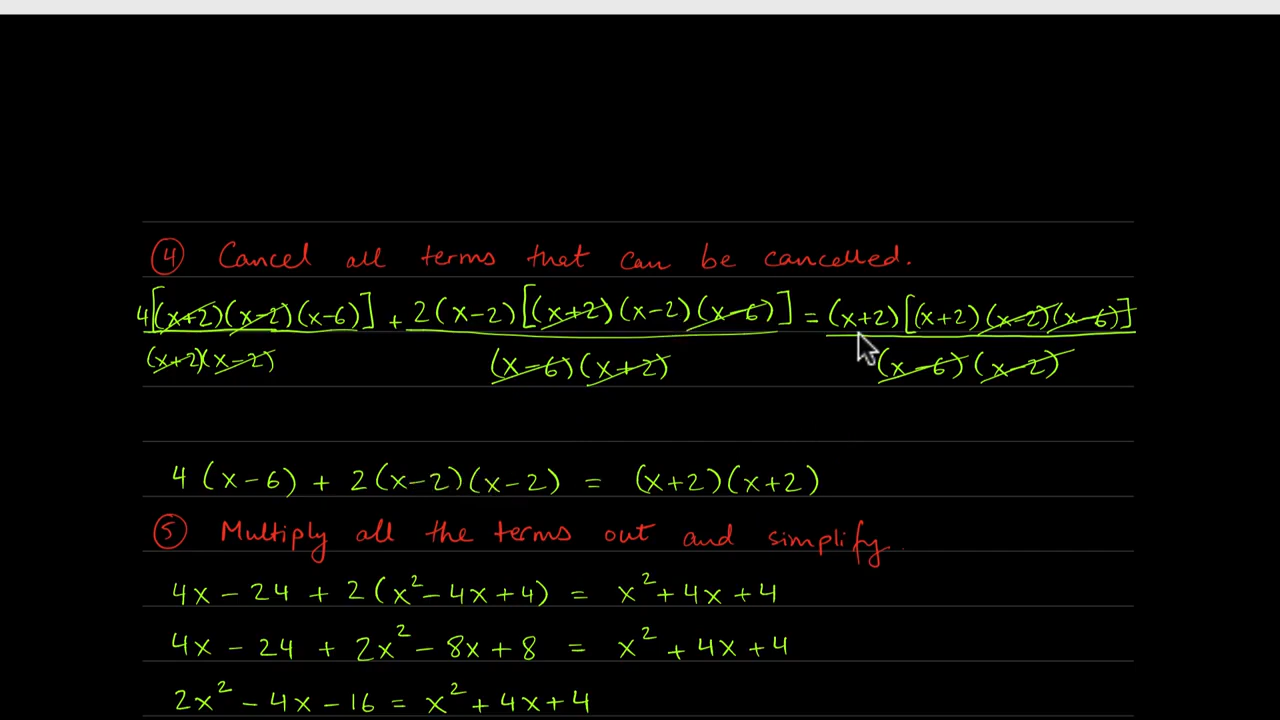 ④ Cancel all terms that can be cancelled.
4[(x+2)(x-2)(x-6)] + 2(x-2)[(x+2)(x-2)(x-6)] = (x+2)[(x+2)(x-2)(x-6)]
(x+2)(x-2) (x-6)(x+2) (x-6)(x-2)
4(x-6) + 2(x-2)(x-2) = (x+2)(x+2)
⑤ Multiply all the terms out and simplify.
4x - 24 + 2(x²-4x+4) = x²+4x+4
4x - 24 + 2x² - 8x + 8 = x² + 4x + 4
2x² - 4x - 16 = x² + 4x + 4